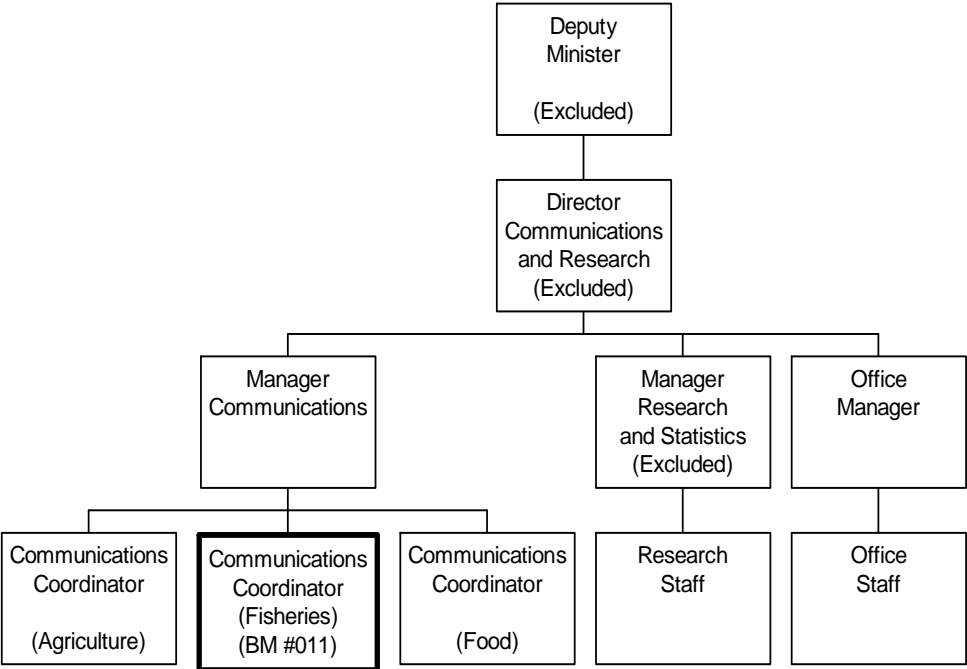 Deputy
Minister
(Excluded)
Director
Communications
and Research
(Excluded)
Manager
Communications
Manager
Research
and Statistics
(Excluded)
Office
Manager
Communications
Coordinator
(Agriculture)
Communications
Coordinator
(Fisheries)
(BM #011)
Communications
Coordinator
(Food)
Research
Staff
Office
Staff